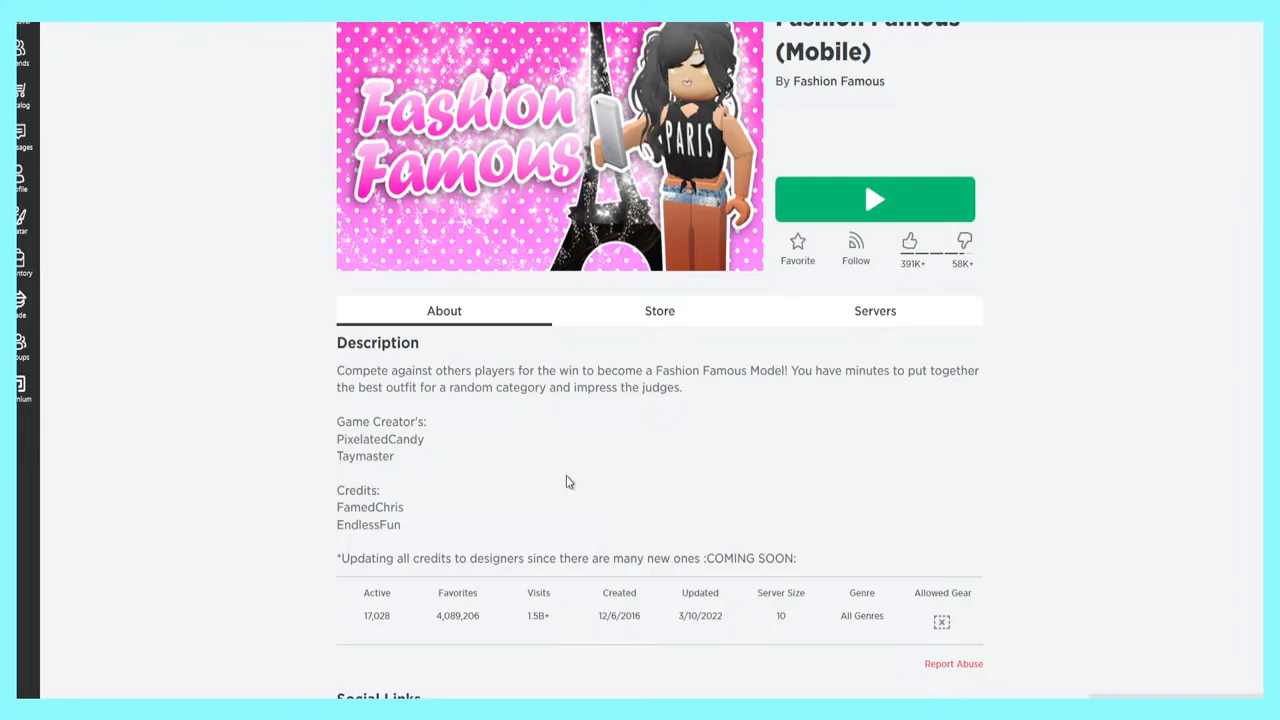 Fashion Famous
(Mobile)
By Fashion Famous
Fashion
Famous
PARIS
Favorite
Follow
391K+
58K+
About
Store
Servers
Description
Compete against others players for the win to become a Fashion Famous Model! You have minutes to put together
the best outfit for a random category and impress the judges.
Game Creator's:
PixelatedCandy
Taymaster
Credits:
FamedChris
EndlessFun
*Updating all credits to designers since there are many new ones :COMING SOON:
Active
Favorites
Visits
Created
Updated
Server Size
Genre
Allowed Gear
17,028
4,089,206
1.5B+
12/6/2016
3/10/2022
10
All Genres
Report Abuse
Social Links